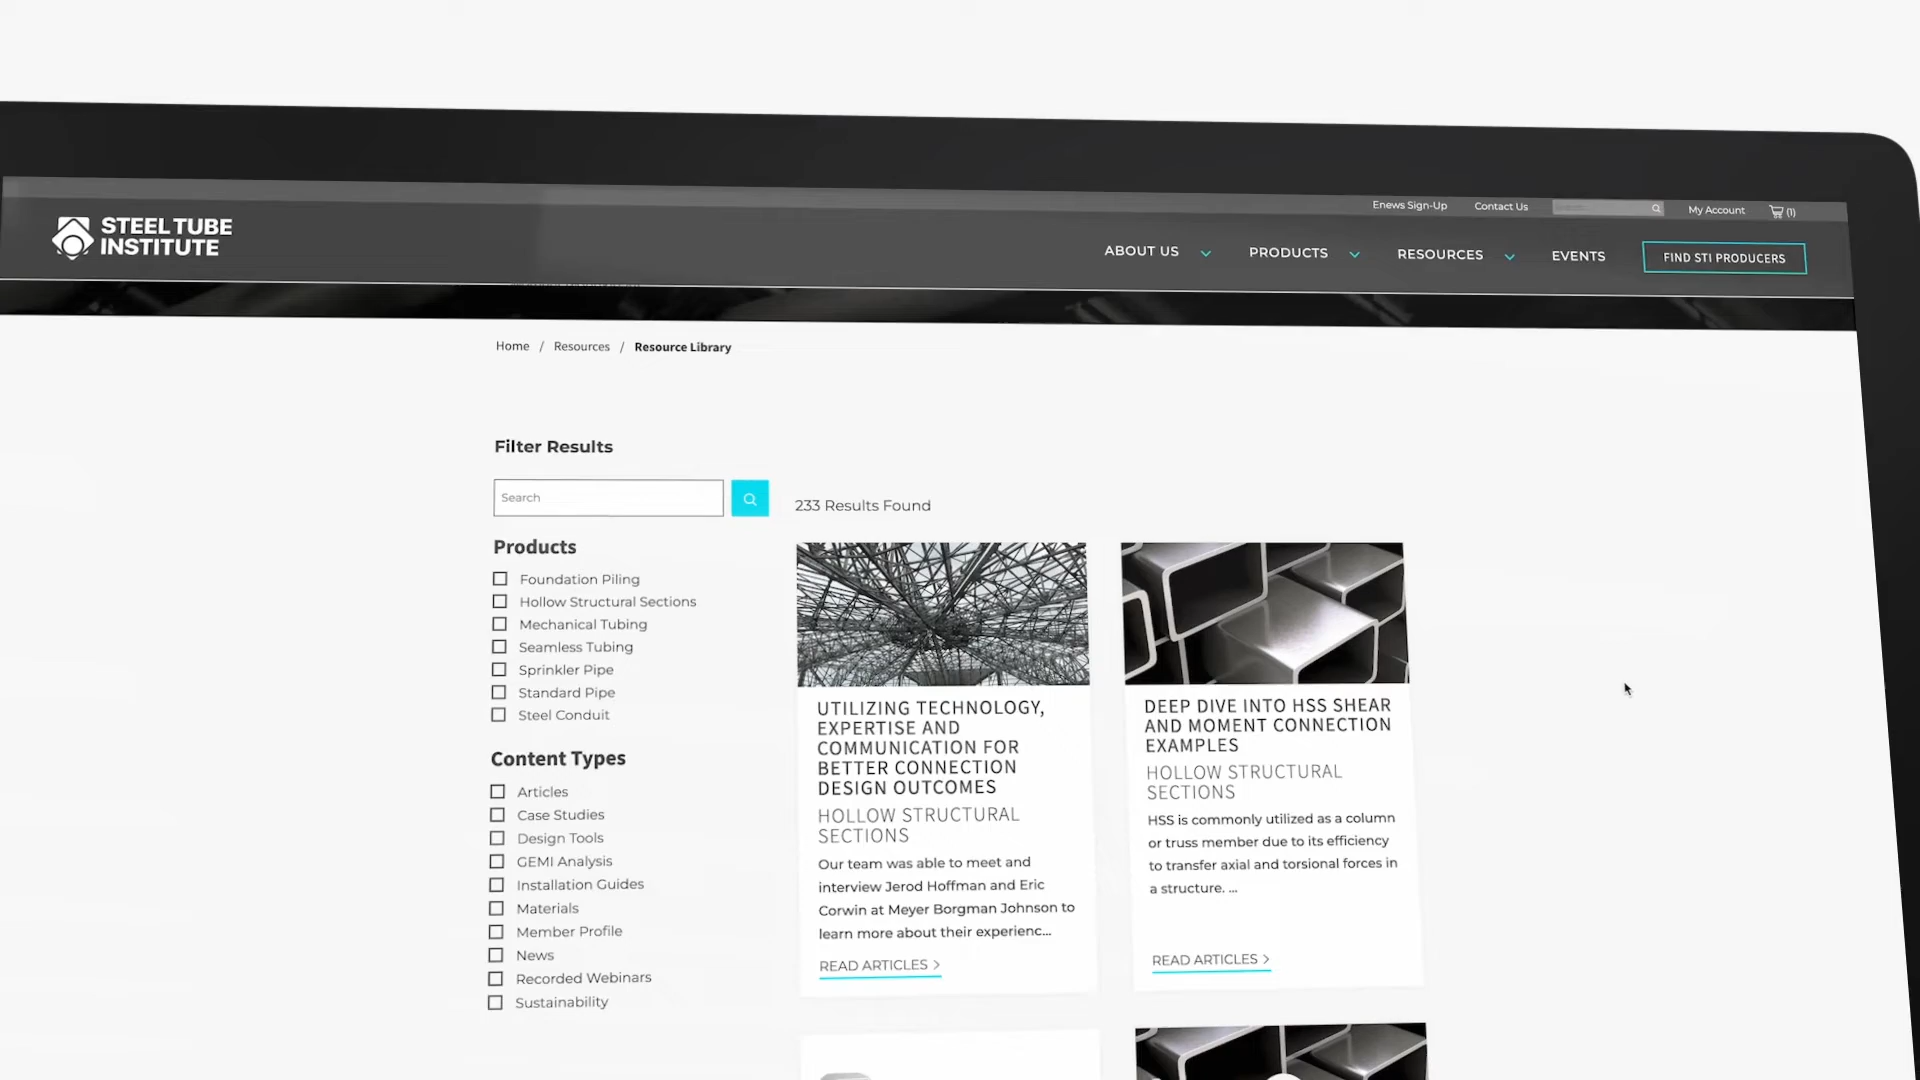 Enews Sign-Up
Contact Us
My Account
(1)
STEEL TUBE
INSTITUTE
ABOUT US
PRODUCTS
RESOURCES
EVENTS
FIND STI PRODUCERS
Home / Resources / Resource Library
Filter Results
Search
233 Results Found
Products
Foundation Piling
Hollow Structural Sections
Mechanical Tubing
Seamless Tubing
Sprinkler Pipe
Standard Pipe
Steel Conduit
Content Types
Articles
Case Studies
Design Tools
GEMI Analysis
Installation Guides
Materials
Member Profile
News
Recorded Webinars
Sustainability
UTILIZING TECHNOLOGY,
EXPERTISE AND
COMMUNICATION FOR
BETTER CONNECTION
DESIGN OUTCOMES
HOLLOW STRUCTURAL
SECTIONS
Our team was able to meet and
interview Jerod Hoffman and Eric
Corwin at Meyer Borgman Johnson to
learn more about their experienc...
READ ARTICLES >
DEEP DIVE INTO HSS SHEAR
AND MOMENT CONNECTION
EXAMPLES
HOLLOW STRUCTURAL
SECTIONS
HSS is commonly utilized as a column
or truss member due to its efficiency
to transfer axial and torsional forces in
a structure. ...
READ ARTICLES >